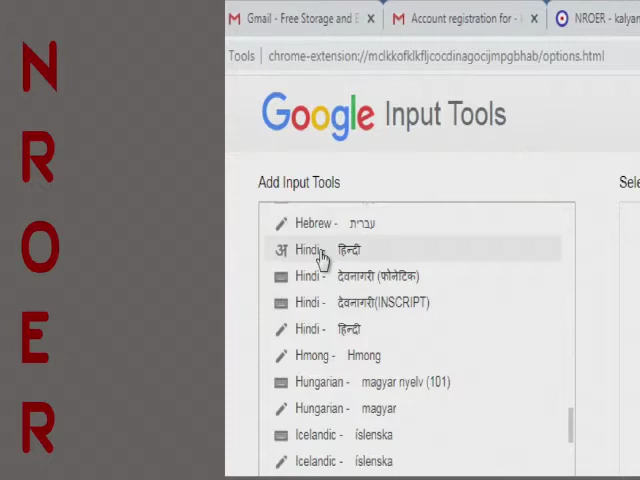 N
R
O
E
R
Gmail - Free Storage and E
Account registration for -
NROER - kalyan
Tools chrome-extension://mclkkofklkfljcocdinagocijmpgbhab/options.html
Google Input Tools
Add Input Tools
Sele
Hebrew - עברית
अ Hindi - हिन्दी
Hindi - देवनागरी (फोनेटिक)
Hindi - देवनागरी(INSCRIPT)
Hindi - हिन्दी
Hmong - Hmong
Hungarian - magyar nyelv (101)
Hungarian - magyar
Icelandic - íslenska
Icelandic - íslenska